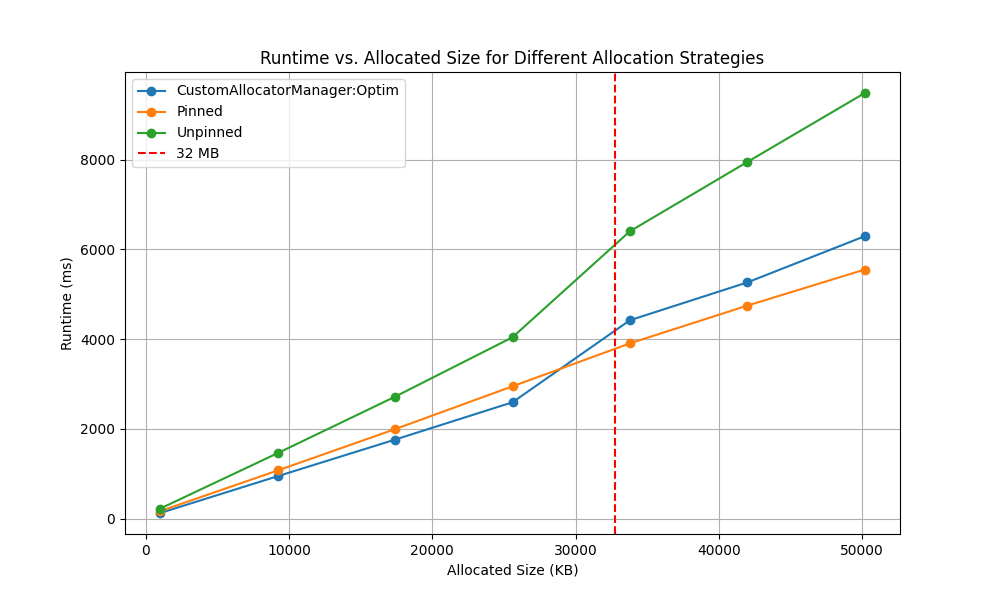 Runtime vs. Allocated Size for Different Allocation Strategies
CustomAllocatorManager:Optim
Pinned
Unpinned
32 MB
8000
6000
4000
2000
0
Runtime (ms)
0 10000 20000 30000 40000 50000
Allocated Size (KB)